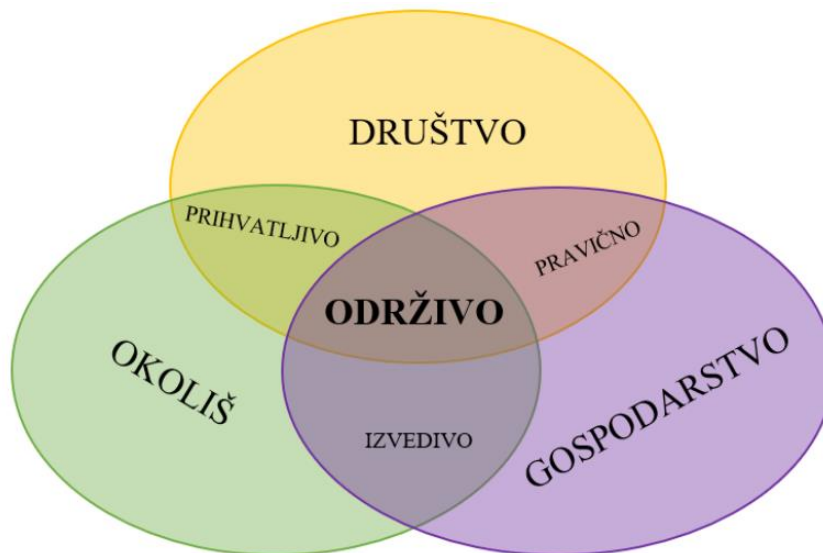 DRUŠTVO
PRIHVATLJIVO
PRAVIČNO
ODRŽIVO
OKOLIŠ
GOSPODARSTVO
IZVEDIVO